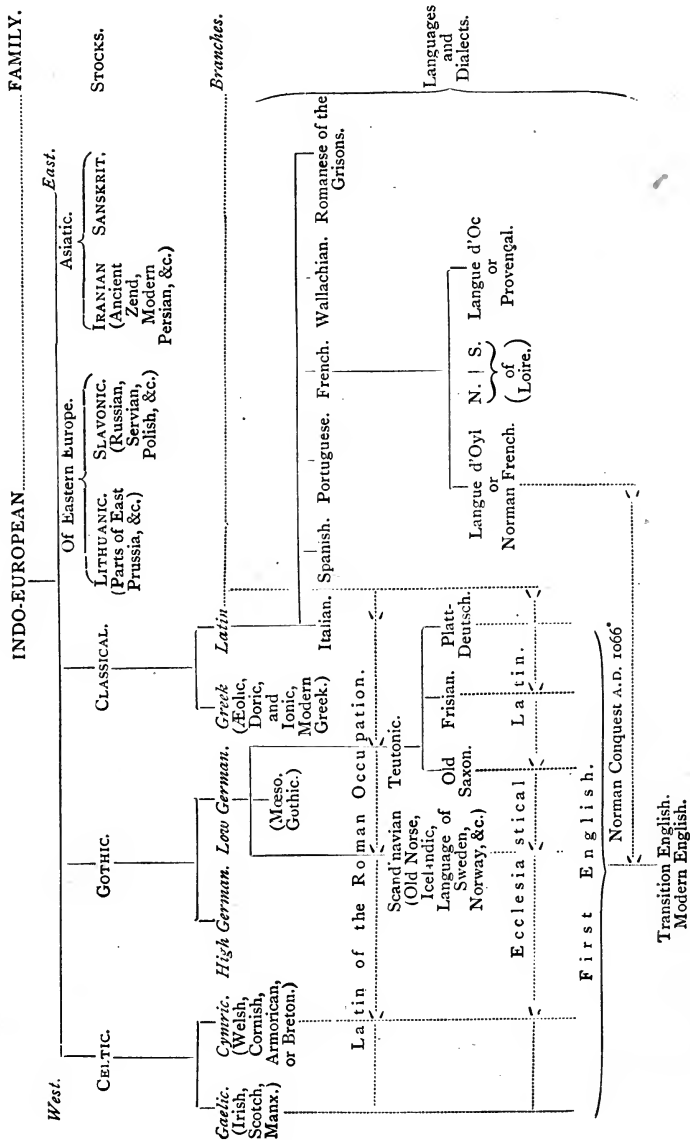 INDO-EUROPEAN
FAMILY.
West.
East.
STOCKS.
CELTIC.
GOTHIC.
CLASSICAL.
Of Eastern Europe.
LITHUANIC.
(Parts of East
Prussia, &c.)
SLAVONIC.
(Russian,
Servian,
Polish, &c.)
Asiatic.
IRANIAN
(Ancient
Zend,
Modern
Persian, &c.)
SANSKRIT.
Branches.
Gaelic.
(Irish,
Scotch,
Manx.)
Cymric.
(Welsh,
Cornish,
Armorican,
or Breton.)
High German.
Low German.
Greek
(Æolic,
Doric,
and
Ionic,
Modern
Greek.)
Latin
(Mœso.
Gothic.)
Italian. Spanish. Portuguese. French. Wallachian. Romanese of the
Grisons.
Languages
and
Dialects.
Latin of the Roman Occupation.
Scandinavian
(Old Norse,
Icelandic,
Language of
Sweden,
Norway, &c.)
Teutonic.
Old
Saxon.
Frisian.
Platt-
Deutsch.
Langue d'Oyl
or
Norman French.
N. | S.
of
(Loire.)
Langue d'Oc
or
Provençal.
Ecclesiastical Latin.
First English.
Norman Conquest A.D. 1066
Transition English.
Modern English.